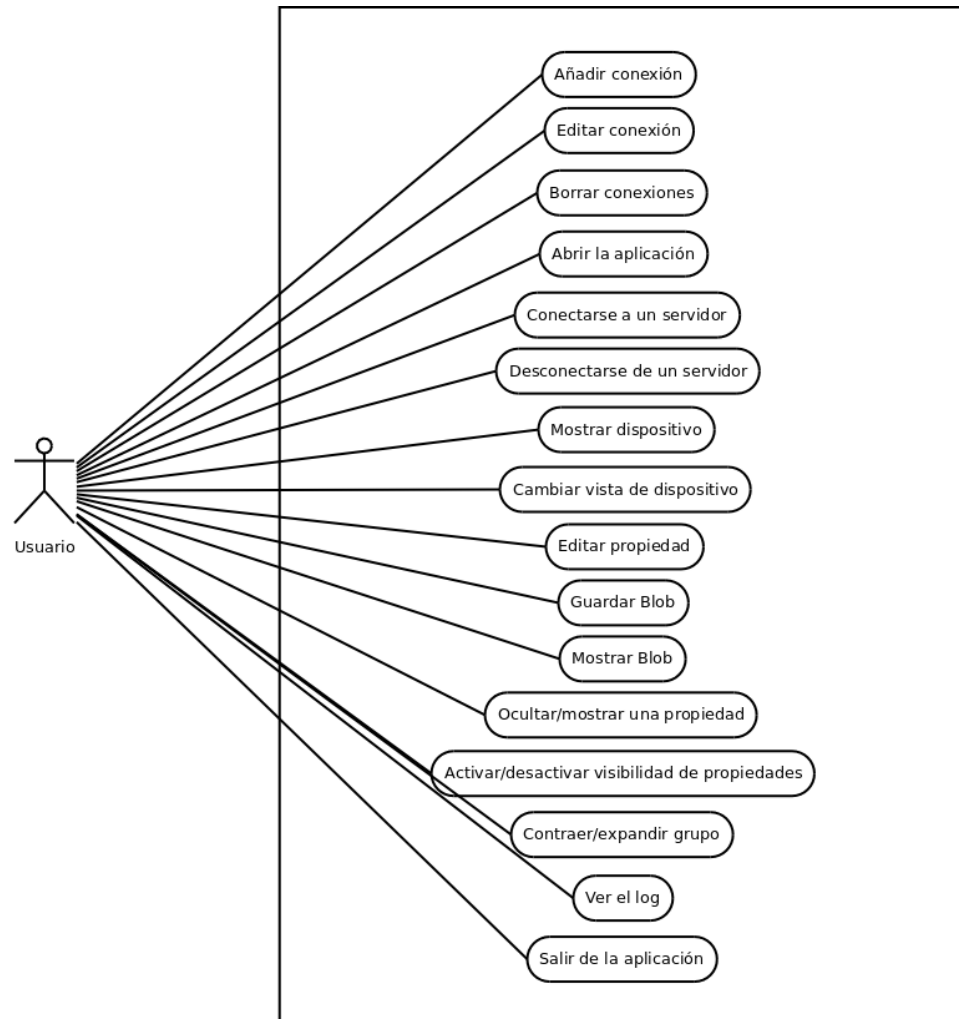 Añadir conexión
Editar conexión
Borrar conexiones
Abrir la aplicación
Conectarse a un servidor
Desconectarse de un servidor
Mostrar dispositivo
Cambiar vista de dispositivo
Usuario
Editar propiedad
Guardar Blob
Mostrar Blob
Ocultar/mostrar una propiedad
Activar/desactivar visibilidad de propiedades
Contraer/expandir grupo
Ver el log
Salir de la aplicación